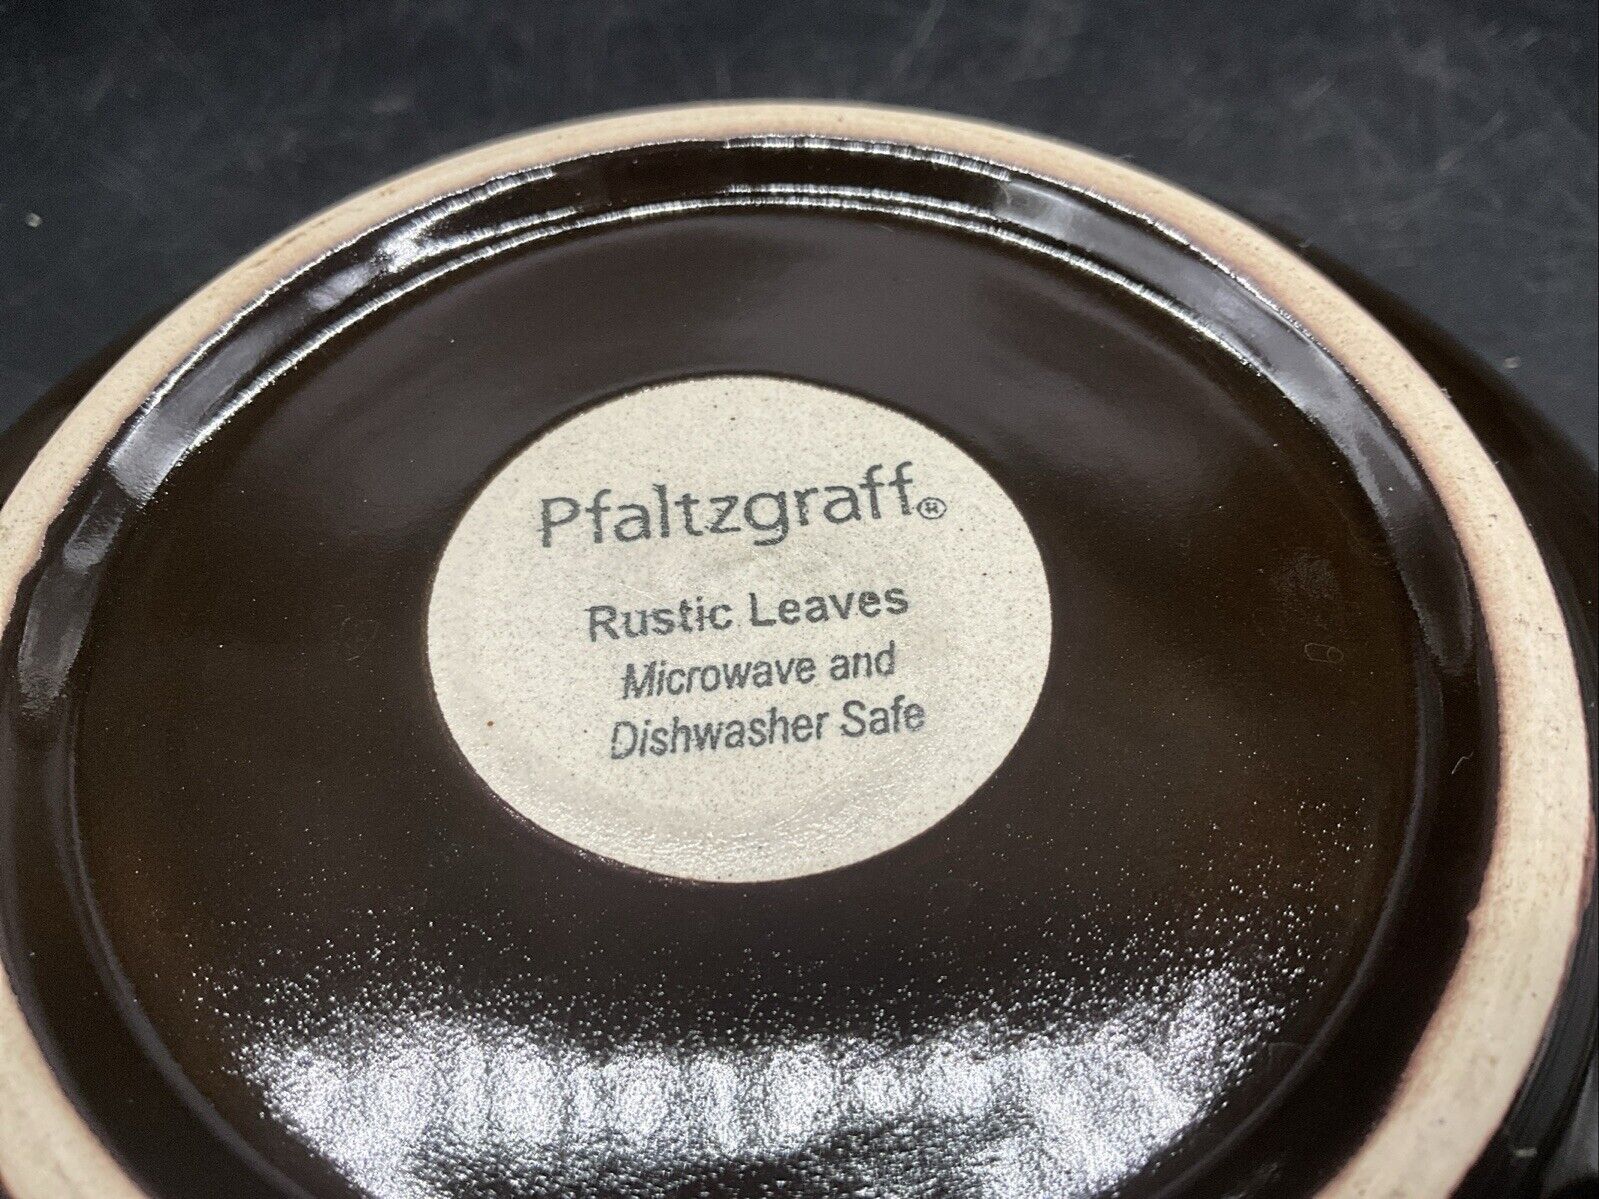 Pfaltzgraff®
Rustic Leaves
Microwave and
Dishwasher Safe